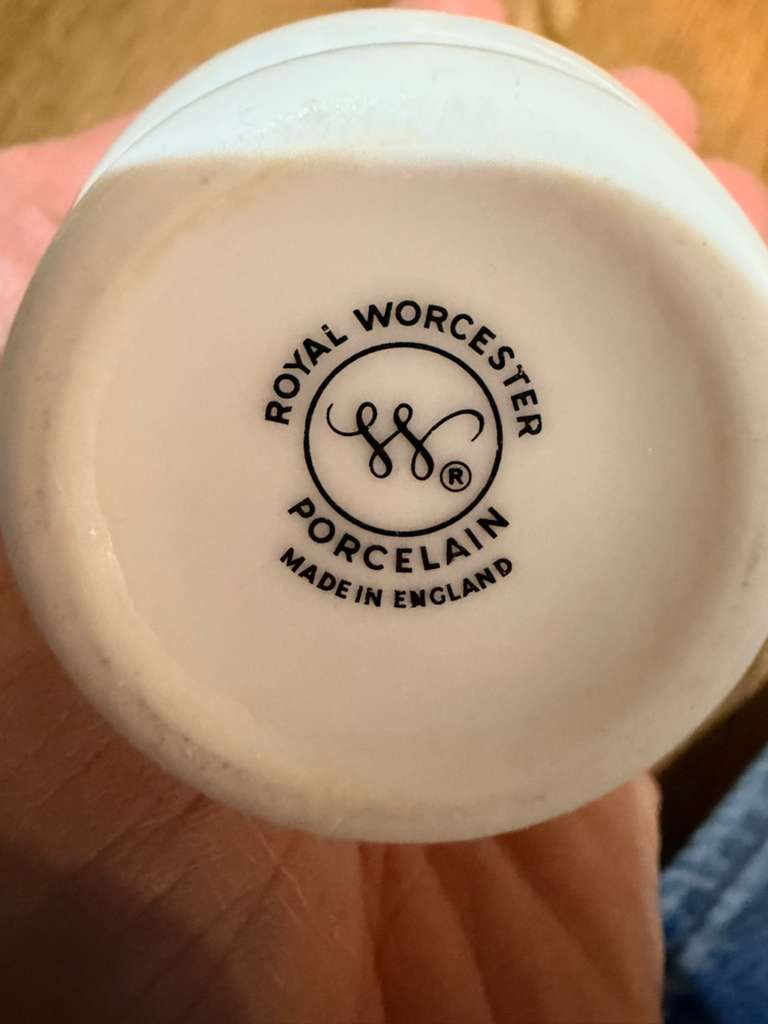 ROYAL WORCESTER
W®
PORCELAIN
MADE IN ENGLAND